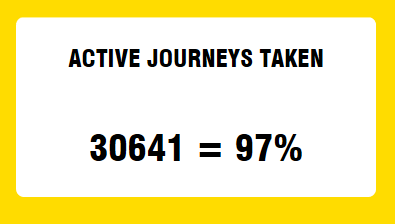 ACTIVE JOURNEYS TAKEN
30641 = 97%